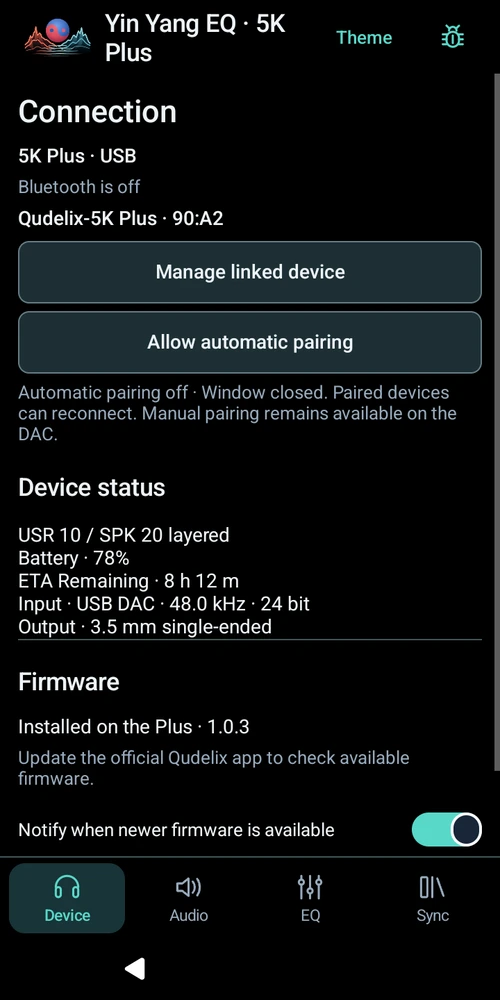 Yin Yang EQ · 5K
Plus
Theme
Connection
5K Plus · USB
Bluetooth is off
Qudelix-5K Plus · 90:A2
Manage linked device
Allow automatic pairing
Automatic pairing off · Window closed. Paired devices
can reconnect. Manual pairing remains available on the
DAC.
Device status
USR 10 / SPK 20 layered
Battery · 78%
ETA Remaining · 8 h 12 m
Input · USB DAC · 48.0 kHz · 24 bit
Output · 3.5 mm single-ended
Firmware
Installed on the Plus · 1.0.3
Update the official Qudelix app to check available
firmware.
Notify when newer firmware is available
Device
Audio
EQ
Sync